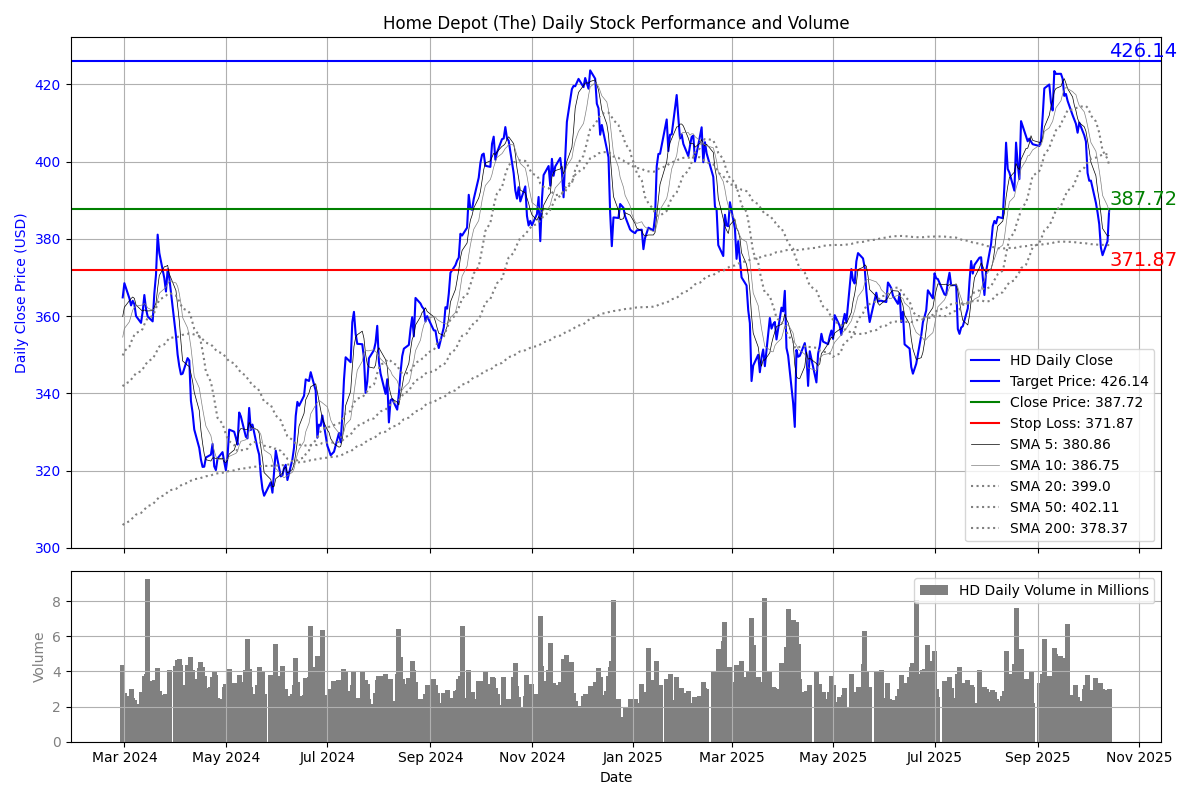 Home Depot (The) Daily Stock Performance and Volume
Daily Close Price (USD)
420
400
380
360
340
320
300
426.14
387.72
371.87
HD Daily Close
Target Price: 426.14
Close Price: 387.72
Stop Loss: 371.87
SMA 5: 380.86
SMA 10: 386.75
SMA 20: 399.0
SMA 50: 402.11
SMA 200: 378.37
Volume
8
6
4
2
0
HD Daily Volume in Millions
Mar 2024 May 2024 Jul 2024 Sep 2024 Nov 2024 Jan 2025 Mar 2025 May 2025 Jul 2025 Sep 2025 Nov 2025
Date